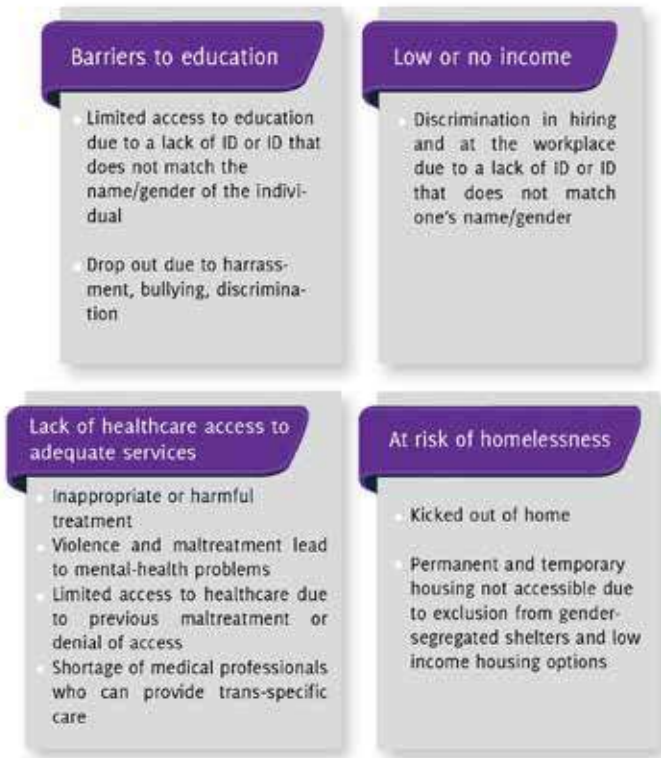 Barriers to education
Limited access to education
due to a lack of ID or ID that
does not match the
name/gender of the indivi-
dual
Drop out due to harrass-
ment, bullying, discrimina-
tion
Low or no income
Discrimination in hiring
and at the workplace
due to a lack of ID or ID
that does not match
one's name/gender
Lack of healthcare access to
adequate services
Inappropriate or harmful
treatment
Violence and maltreatment lead
to mental-health problems
Limited access to healthcare due
to previous maltreatment or
denial of access
Shortage of medical professionals
who can provide trans-specific
care
At risk of homelessness
Kicked out of home
Permanent and temporary
housing not accessible due
to exclusion from gender-
segregated shelters and low
income housing options